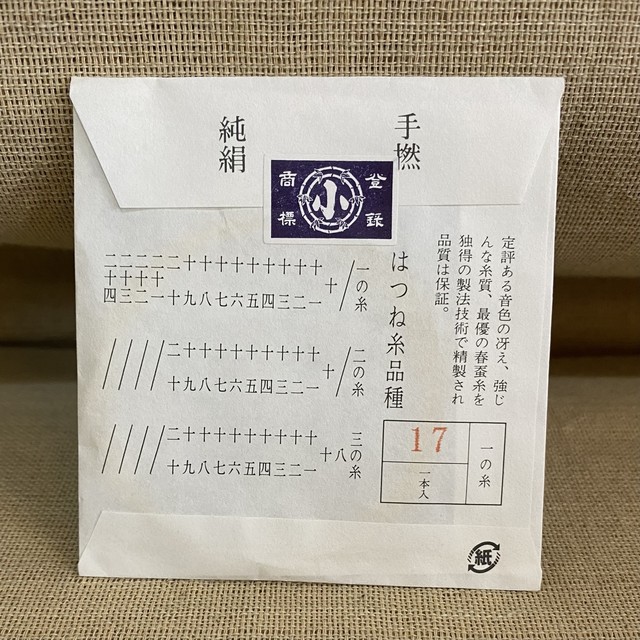 手撚
純絹
登録
小
商標
定評ある音色の冴え、強じ
んな糸質、最優の春蚕糸を
独得の製法技術で精製され
品質は保証。
はつね糸品種
一の糸
／
十
十一
十二
十三
十四
十五
十六
十七
十八
十九
二十
二十一
二十二
二十三
二十四
二の糸
／
十
十一
十二
十三
十四
十五
十六
十七
十八
十九
二十
／
／
／
／
三の糸
八
十
十一
十二
十三
十四
十五
十六
十七
十八
十九
二十
／
／
／
／
一の糸
17
一本入
紙